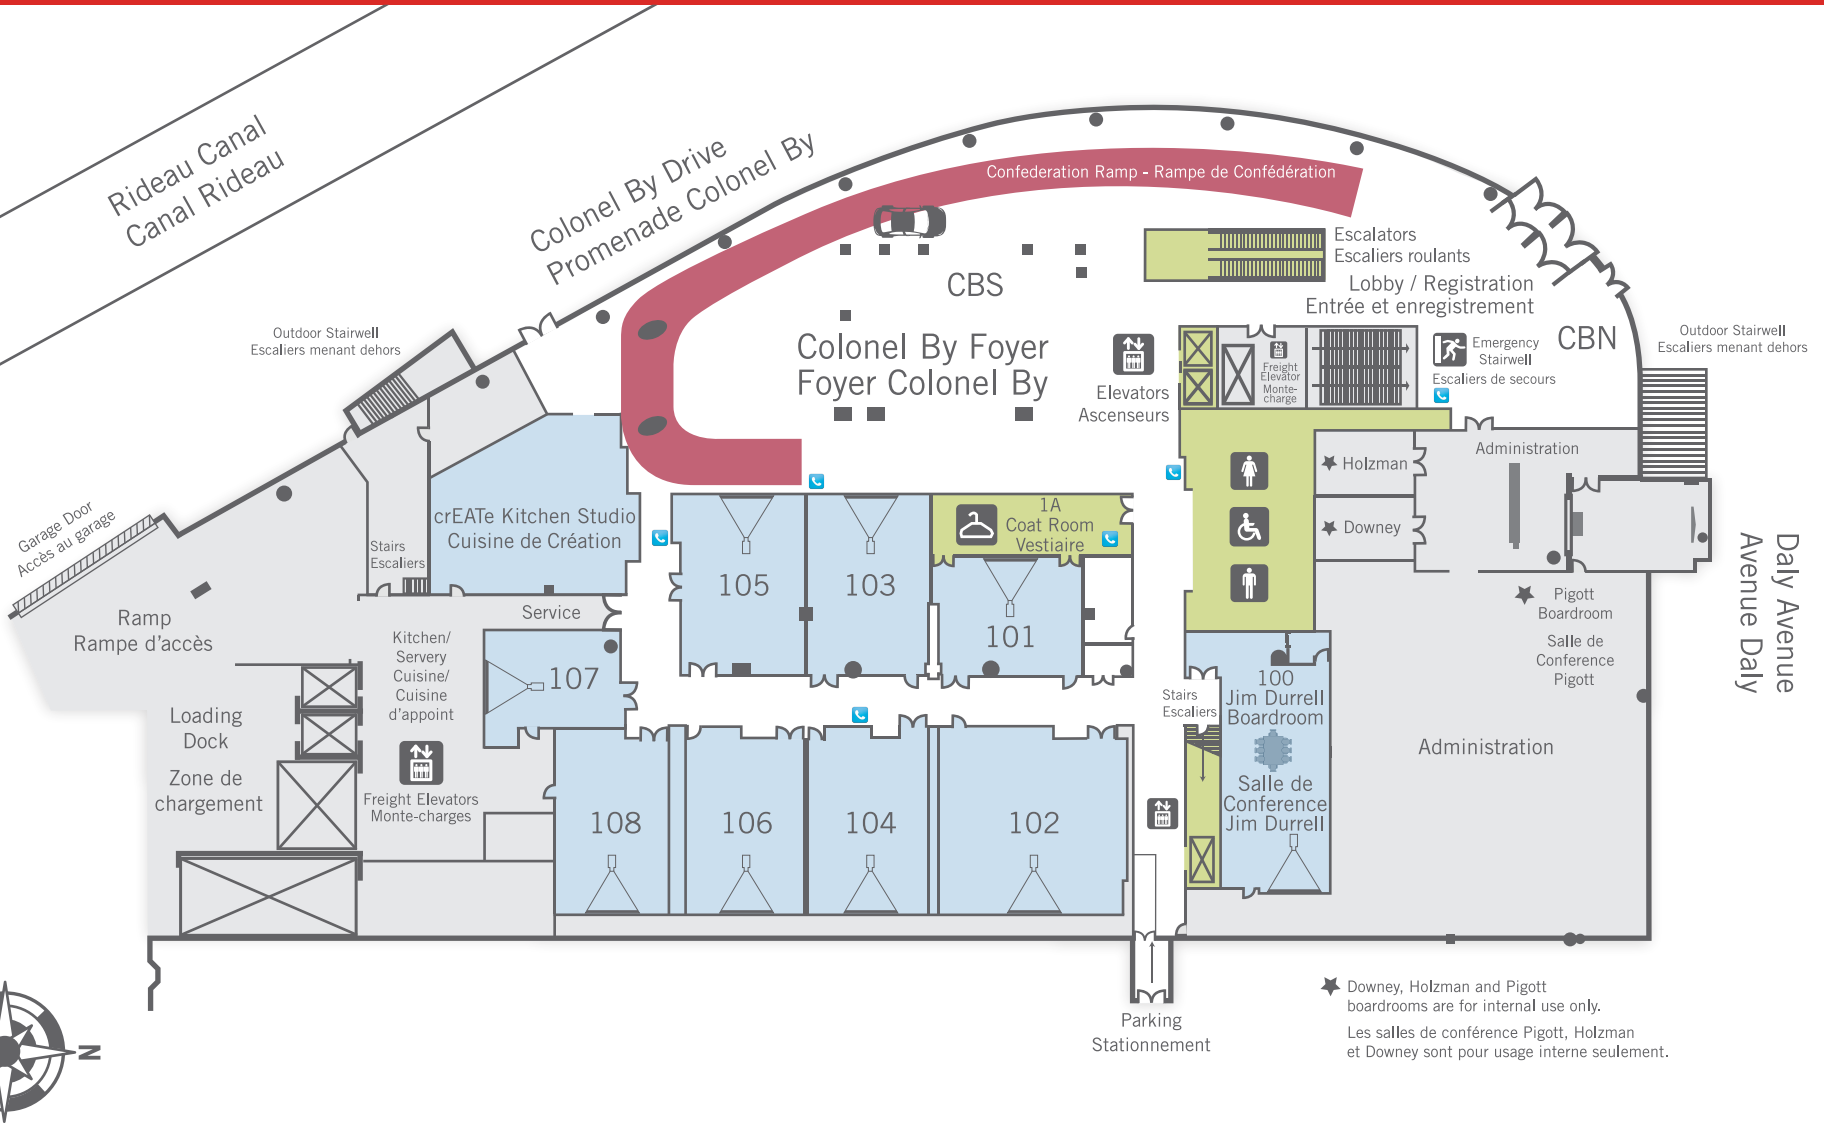 Rideau Canal
Canal Rideau
Colonel By Drive
Promenade Colonel By
Confederation Ramp - Rampe de Confédération
Escalators
Escaliers roulants
Lobby / Registration
Entrée et enregistrement
CBS
CBN
Colonel By Foyer
Foyer Colonel By
Outdoor Stairwell
Escaliers menant dehors
Outdoor Stairwell
Escaliers menant dehors
Elevators
Ascenseurs
Freight
Elevator
Monte-
charge
Emergency
Stairwell
Escaliers de secours
Administration
Holzman
Downey
Garage Door
Accès au garage
Stairs
Escaliers
crEATe Kitchen Studio
Cuisine de Création
1A
Coat Room
Vestiaire
105
103
101
Daly Avenue
Avenue Daly
Pigott
Boardroom
Salle de
Conference
Pigott
Ramp
Rampe d'accès
Service
Kitchen/
Servery
Cuisine/
Cuisine
d'appoint
107
Loading
Dock
Zone de
chargement
Freight Elevators
Monte-charges
Stairs
Escaliers
100
Jim Durrell
Boardroom
Salle de
Conference
Jim Durrell
Administration
108
106
104
102
Parking
Stationnement
Downey, Holzman and Pigott
boardrooms are for internal use only.
Les salles de conférence Pigott, Holzman
et Downey sont pour usage interne seulement.
N